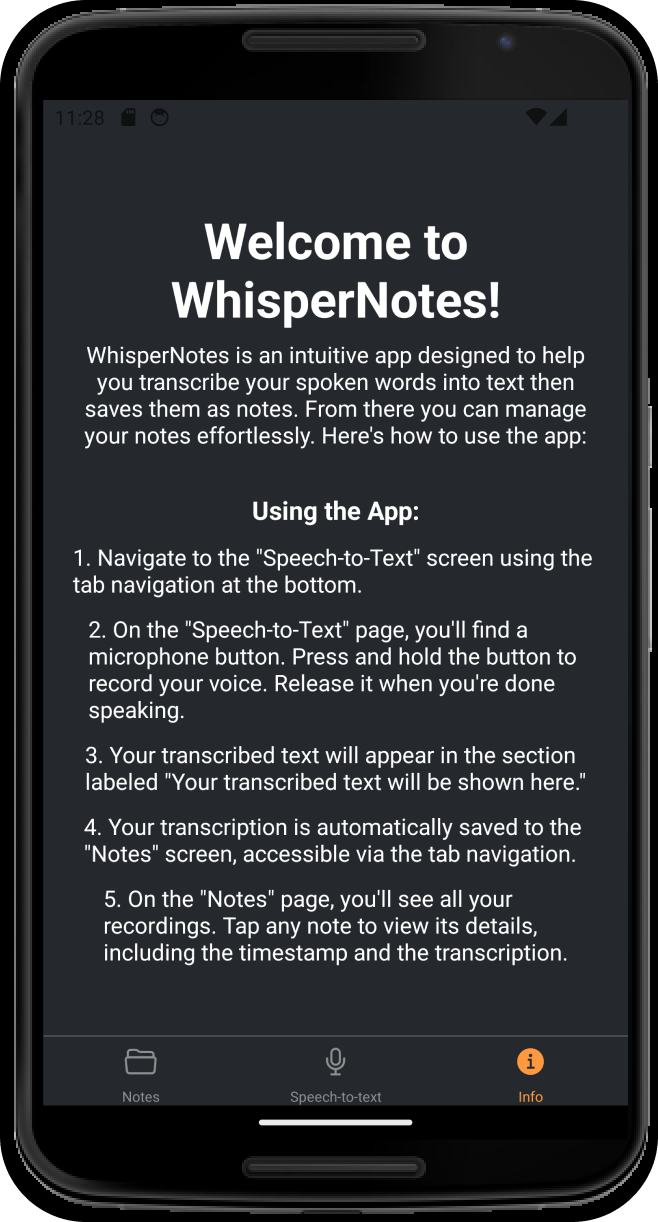 11:28
Welcome to
WhisperNotes!
WhisperNotes is an intuitive app designed to help
you transcribe your spoken words into text then
saves them as notes. From there you can manage
your notes effortlessly. Here's how to use the app:
Using the App:
1. Navigate to the "Speech-to-Text" screen using the
tab navigation at the bottom.
2. On the "Speech-to-Text" page, you'll find a
microphone button. Press and hold the button to
record your voice. Release it when you're done
speaking.
3. Your transcribed text will appear in the section
labeled "Your transcribed text will be shown here."
4. Your transcription is automatically saved to the
"Notes" screen, accessible via the tab navigation.
5. On the "Notes" page, you'll see all your
recordings. Tap any note to view its details,
including the timestamp and the transcription.
Notes
Speech-to-text
Info